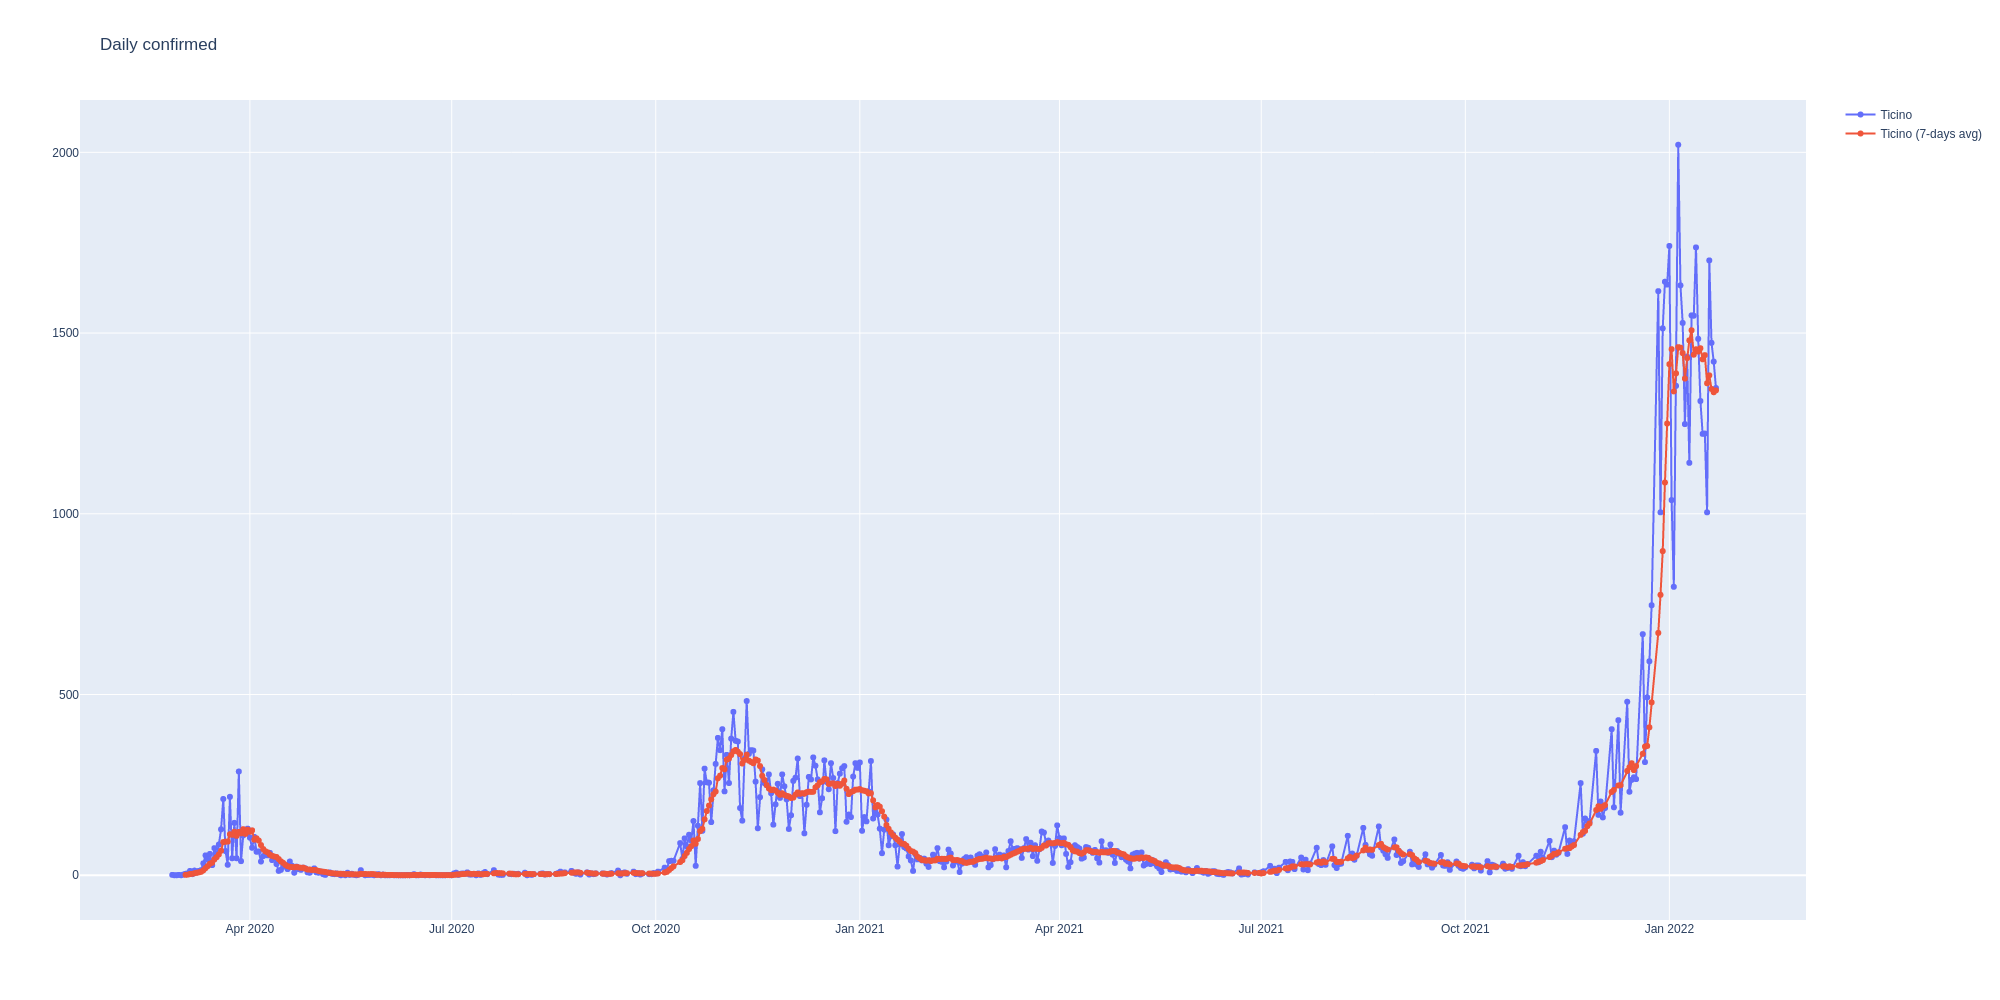 Daily confirmed
Ticino
Ticino (7-days avg)
2000
1500
1000
500
0
Apr 2020
Jul 2020
Oct 2020
Jan 2021
Apr 2021
Jul 2021
Oct 2021
Jan 2022